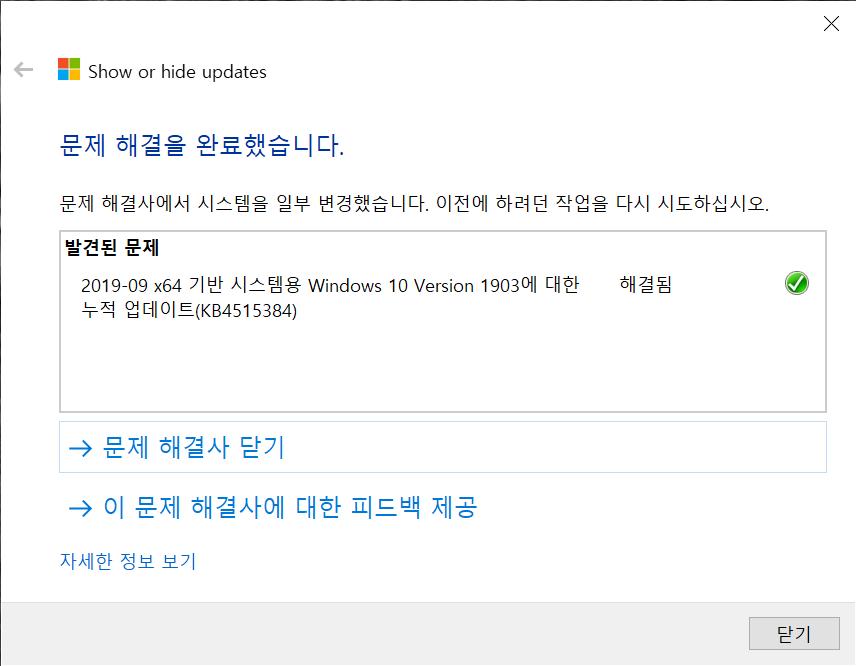 Show or hide updates
문제 해결을 완료했습니다.
문제 해결사에서 시스템을 일부 변경했습니다. 이전에 하려던 작업을 다시 시도하십시오.
발견된 문제
2019-09 x64 기반 시스템용 Windows 10 Version 1903에 대한 해결됨
누적 업데이트(KB4515384)
→ 문제 해결사 닫기
→ 이 문제 해결사에 대한 피드백 제공
자세한 정보 보기
닫기